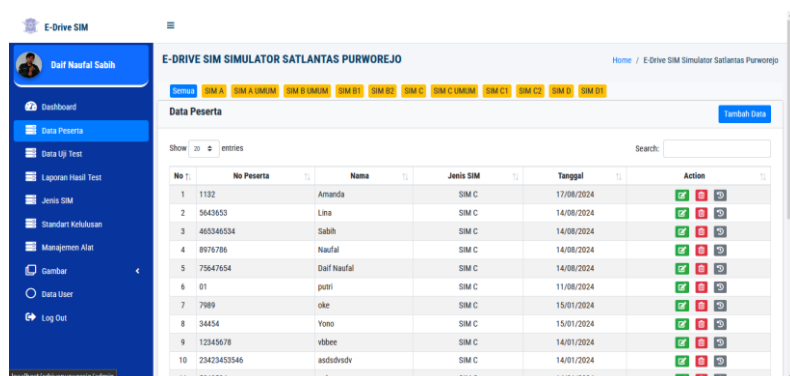 E-Drive SIM
Daif Naufal Sabih
Dashboard
Data Peserta
Data Uji Test
Laporan Hasil Test
Jenis SIM
Standart Kelulusan
Manajemen Alat
Gambar
Data User
Log Out
E-DRIVE SIM SIMULATOR SATLANTAS PURWOREJO
Home / E-Drive SIM Simulator Satlantas Purworejo
Semua SIM A SIM A UMUM SIM B UMUM SIM B1 SIM B2 SIM C SIM C UMUM SIM C1 SIM C2 SIM D SIM D1
Data Peserta
Tambah Data
Show 20 entries
Search:
No No Peserta Nama Jenis SIM Tanggal Action
1 1132 Amanda SIM C 17/08/2024
2 5643653 Lina SIM C 14/08/2024
3 465346534 Sabih SIM C 14/08/2024
4 8976786 Naufal SIM C 14/08/2024
5 75647654 Daif Naufal SIM C 14/08/2024
6 01 putri SIM C 11/08/2024
7 7989 oke SIM C 15/01/2024
8 34454 Yono SIM C 15/01/2024
9 12345678 vbbee SIM C 14/01/2024
10 23423453546 asdsdvsdv SIM C 14/01/2024